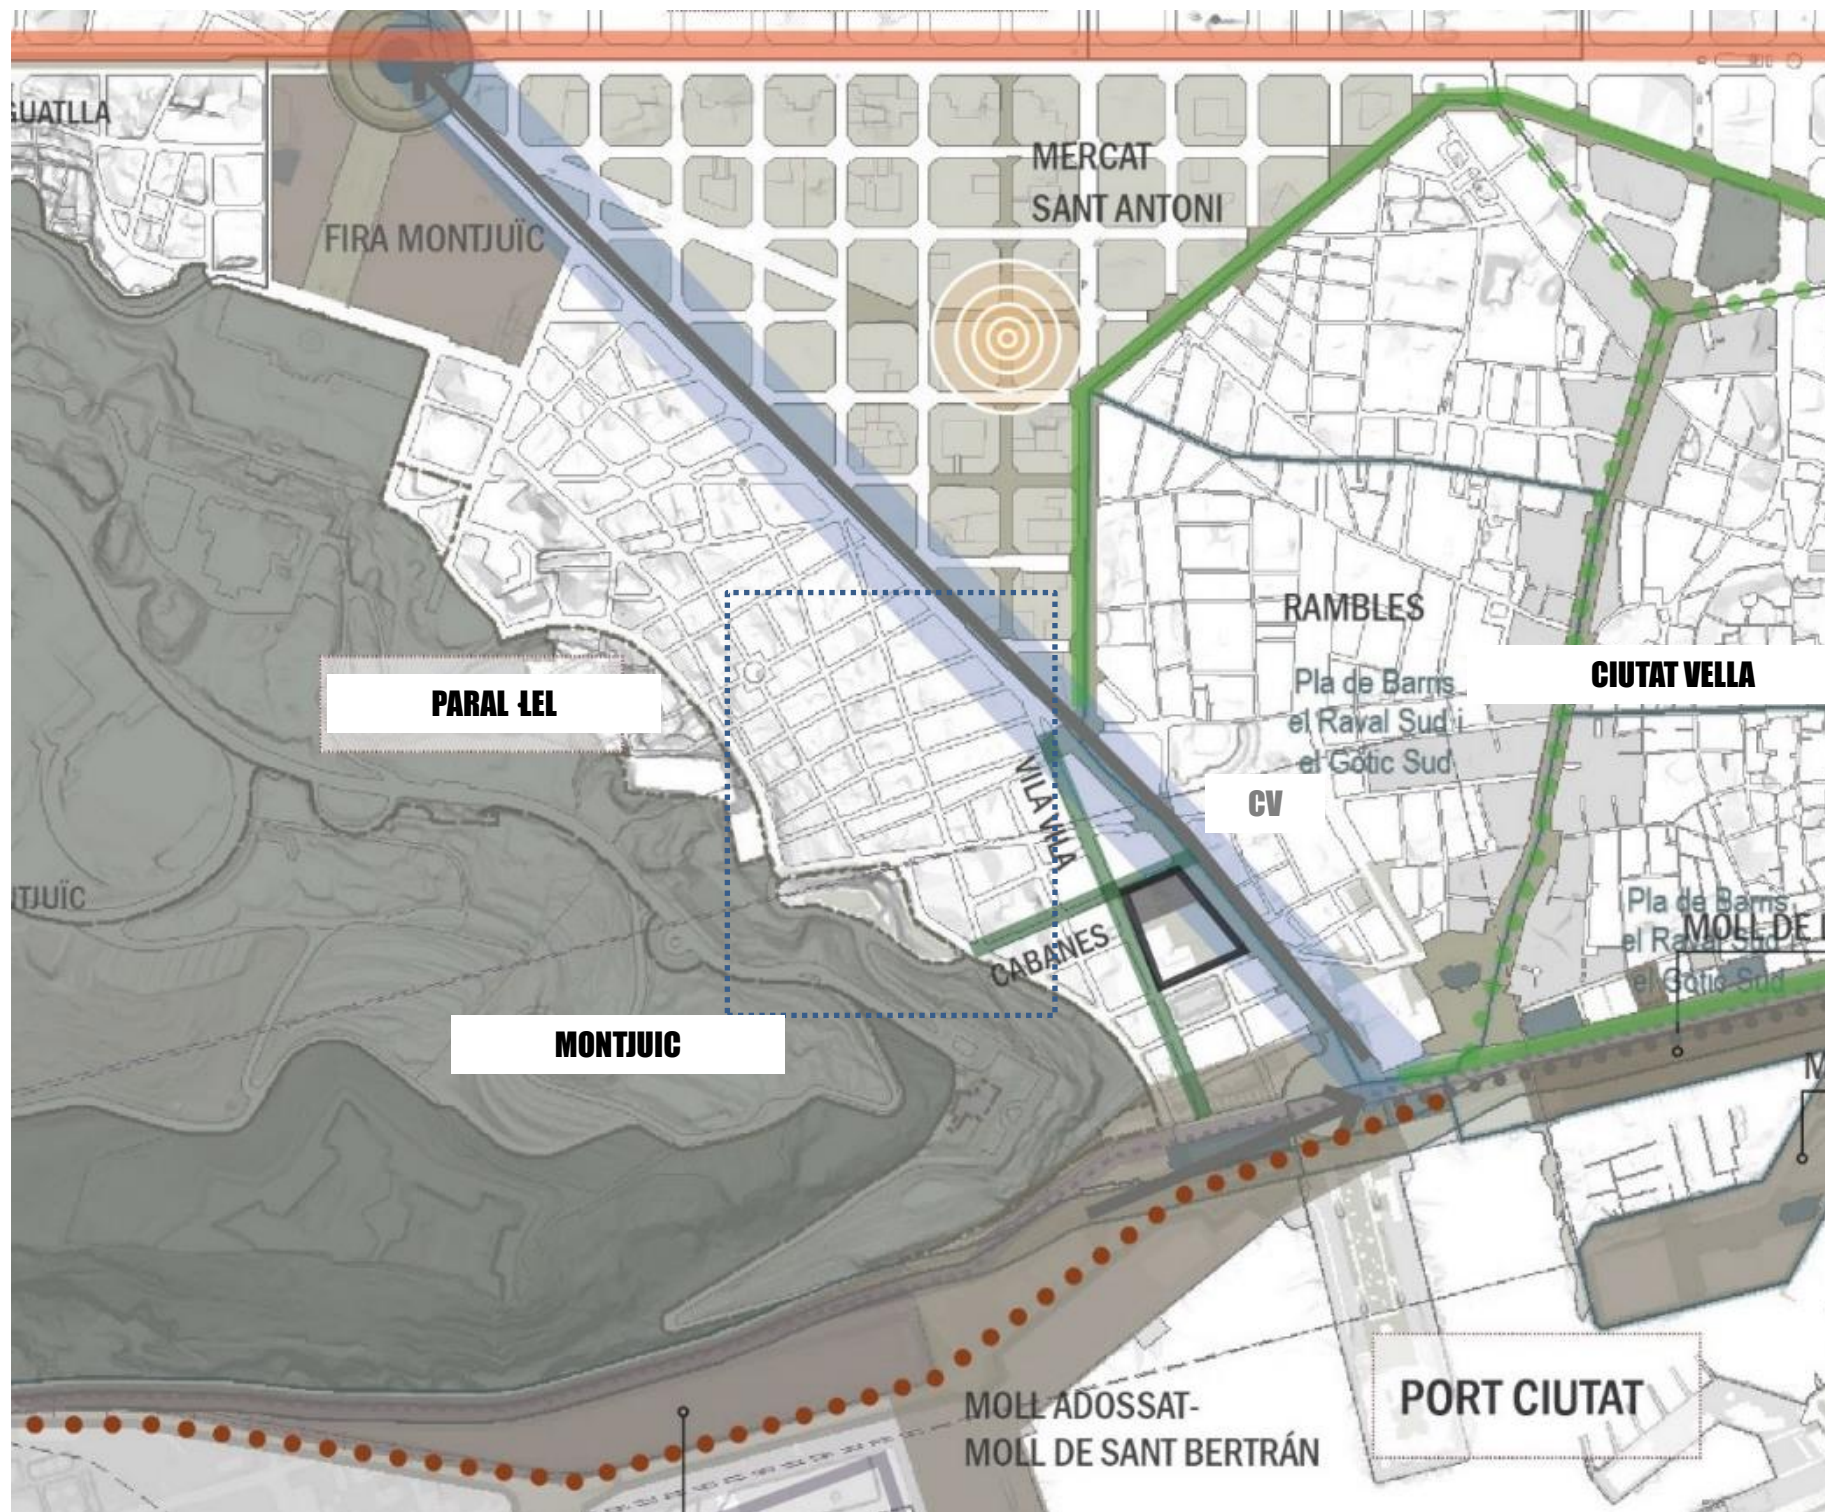 GUATLLA
MERCAT
SANT ANTONI
FIRA MONTJUÏC
RAMBLES
CIUTAT VELLA
PARAL·LEL
Pla de Barris
el Raval Sud i
el Gòtic Sud
VILA VILA
CV
TJUÏC
Pla de Barris
MOLL DE
el Raval Sud i
el Gòtic Sud
CABANES
MONTJUIC
M
PORT CIUTAT
MOLL ADOSSAT-
MOLL DE SANT BERTRÁN